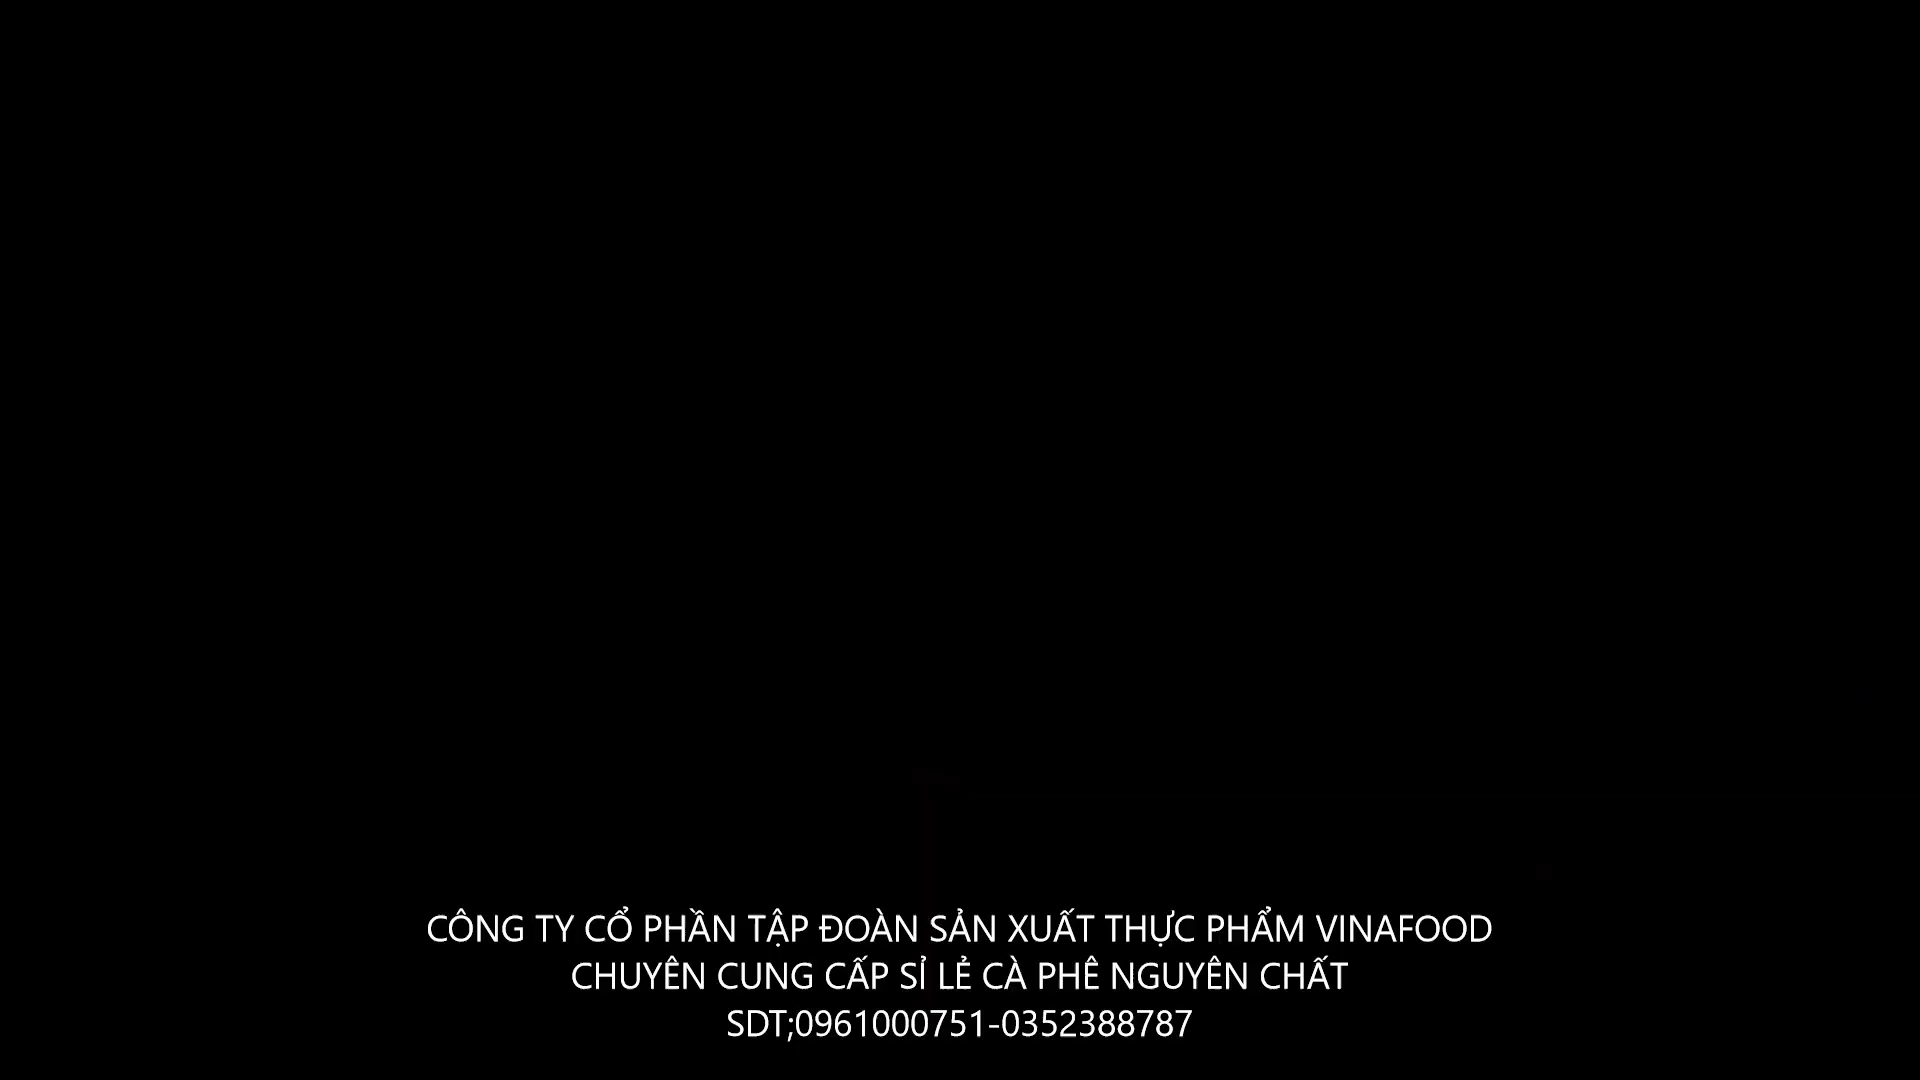 CÔNG TY CỔ PHẦN TẬP ĐOÀN SẢN XUẤT THỰC PHẨM VINAFOOD
CHUYÊN CUNG CẤP SỈ LẺ CÀ PHÊ NGUYÊN CHẤT
SDT;0961000751-0352388787